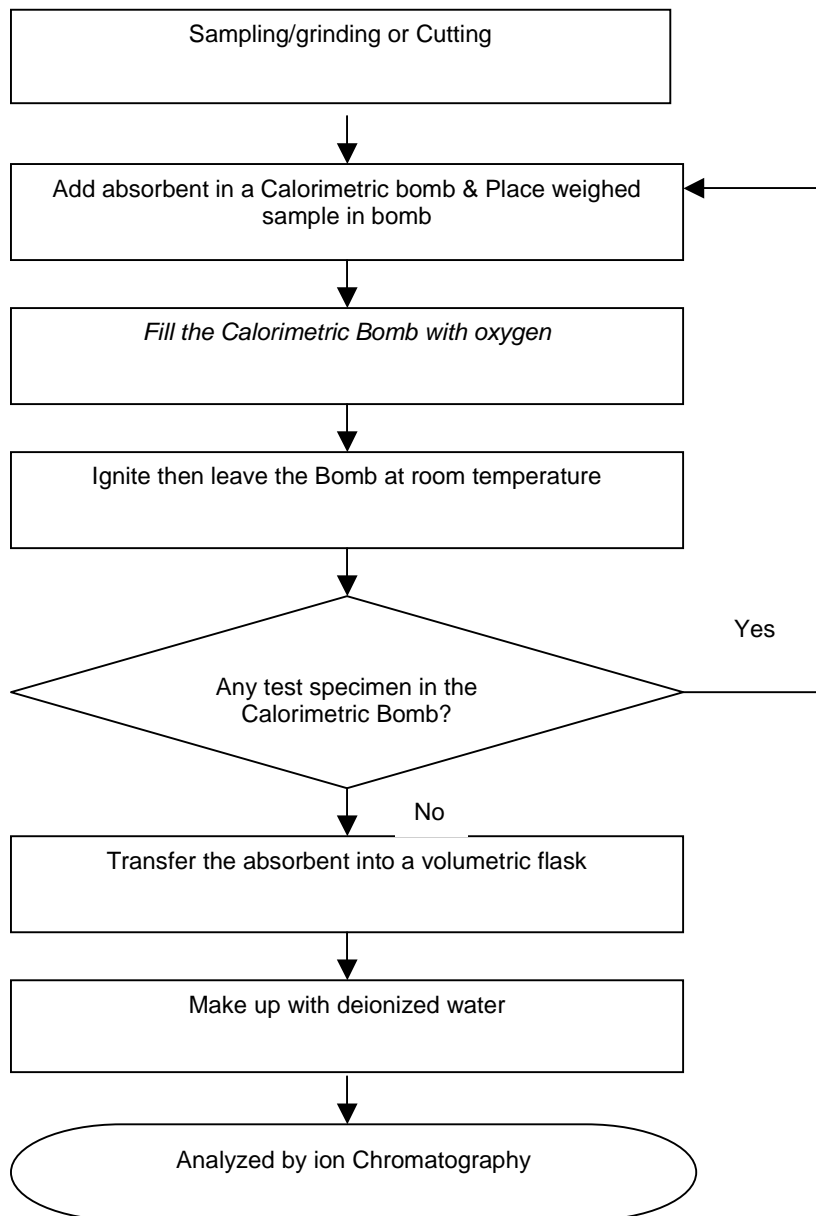 Sampling/grinding or Cutting
Add absorbent in a Calorimetric bomb & Place weighed
sample in bomb
Fill the Calorimetric Bomb with oxygen
Ignite then leave the Bomb at room temperature
Yes
Any test specimen in the
Calorimetric Bomb?
No
Transfer the absorbent into a volumetric flask
Make up with deionized water
Analyzed by ion Chromatography